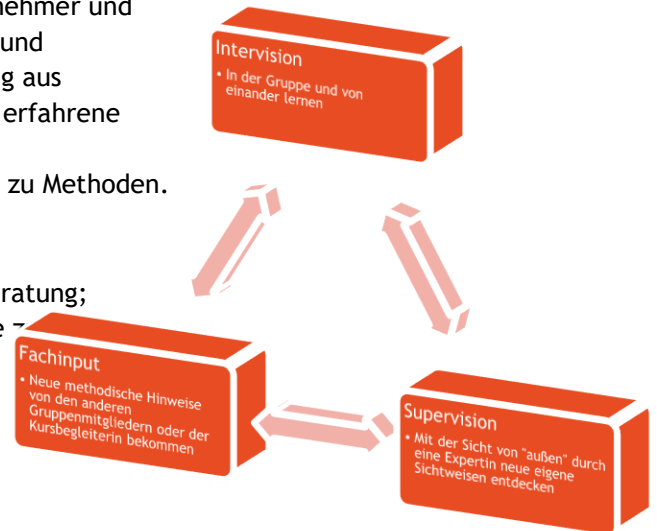 nehmer und
und
g aus
erfahrene
zu Methoden.
ratung;
e z
Intervision
• In der Gruppe und von
einander lernen
Fachinput
• Neue methodische Hinweise
von den anderen
Gruppenmitgliedern oder der
Kursbegleiterin bekommen
Supervision
• Mit der Sicht von "außen" durch
eine Expertin neue eigene
Sichtweisen entdecken